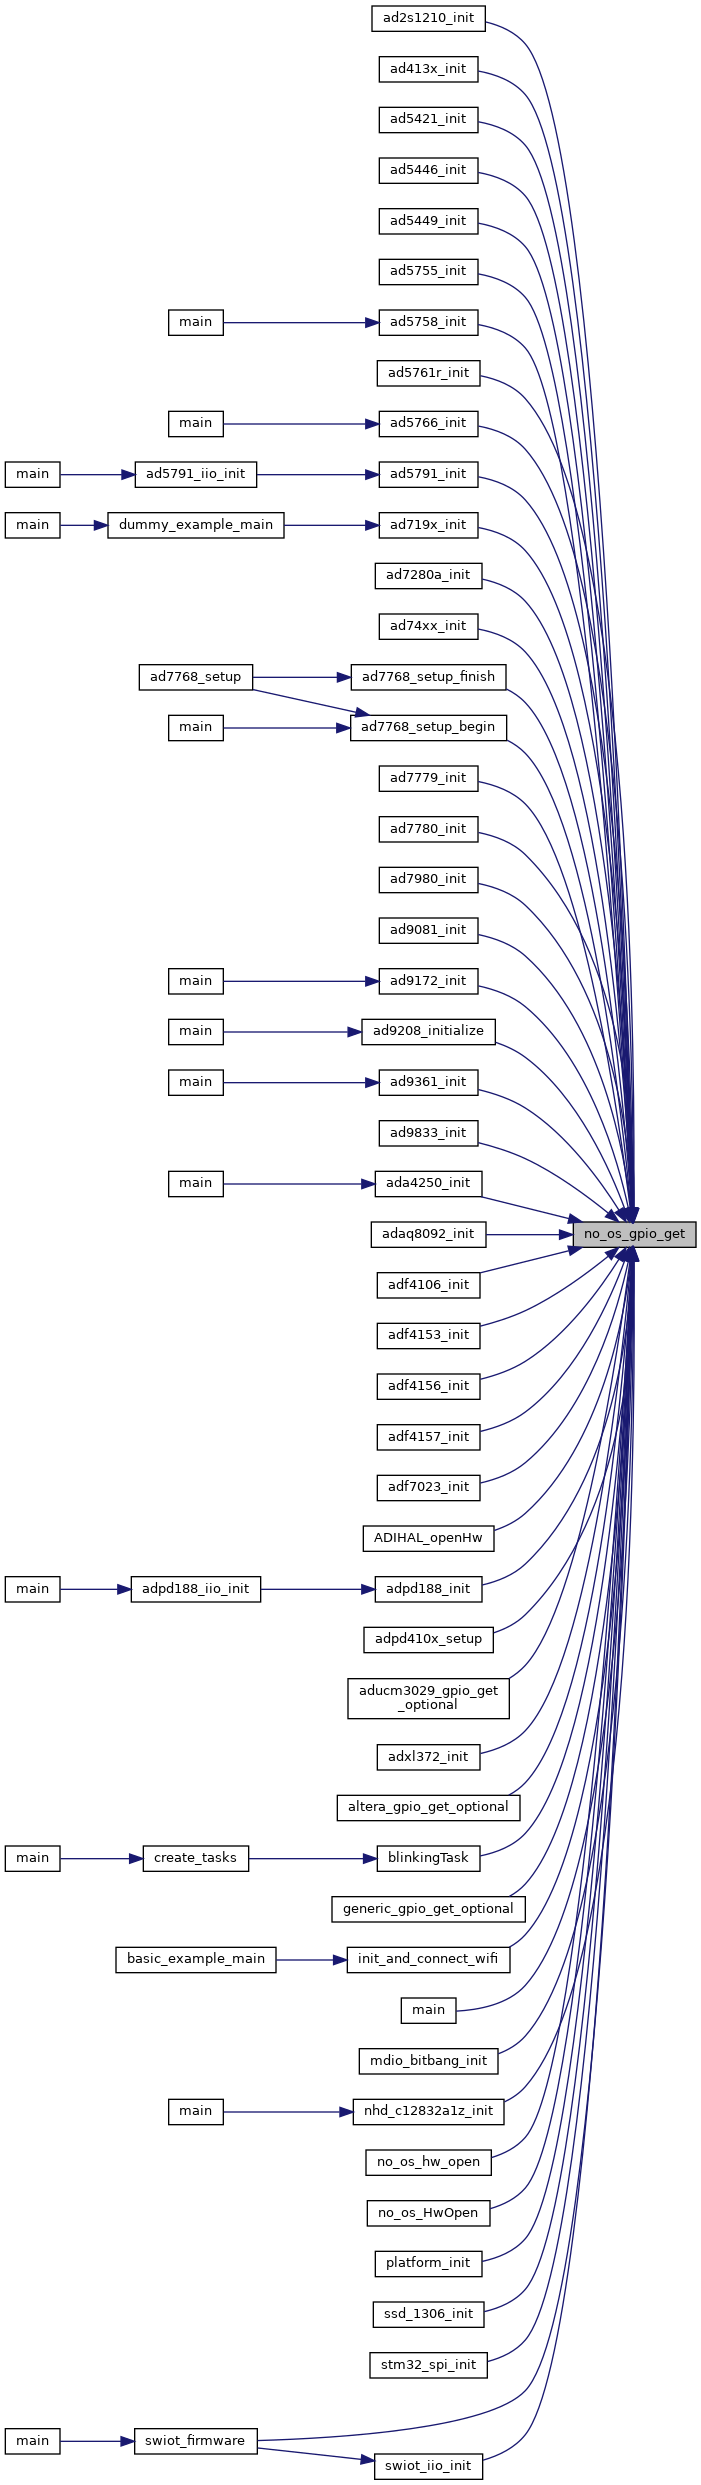 ad2s1210_init
ad413x_init
ad5421_init
ad5446_init
ad5449_init
ad5755_init
main
ad5758_init
ad5761r_init
main
ad5766_init
main
ad5791_iio_init
ad5791_init
main
dummy_example_main
ad719x_init
ad7280a_init
ad74xx_init
ad7768_setup
ad7768_setup_finish
main
ad7768_setup_begin
ad7779_init
ad7780_init
ad7980_init
ad9081_init
main
ad9172_init
main
ad9208_initialize
main
ad9361_init
ad9833_init
main
ada4250_init
adaq8092_init
no_os_gpio_get
adf4106_init
adf4153_init
adf4156_init
adf4157_init
adf7023_init
ADIHAL_openHw
main
adpd188_iio_init
adpd188_init
adpd410x_setup
aducm3029_gpio_get
_optional
adxl372_init
altera_gpio_get_optional
main
create_tasks
blinkingTask
generic_gpio_get_optional
basic_example_main
init_and_connect_wifi
main
mdio_bitbang_init
main
nhd_c12832a1z_init
no_os_hw_open
no_os_HwOpen
platform_init
ssd_1306_init
stm32_spi_init
main
swiot_firmware
swiot_iio_init